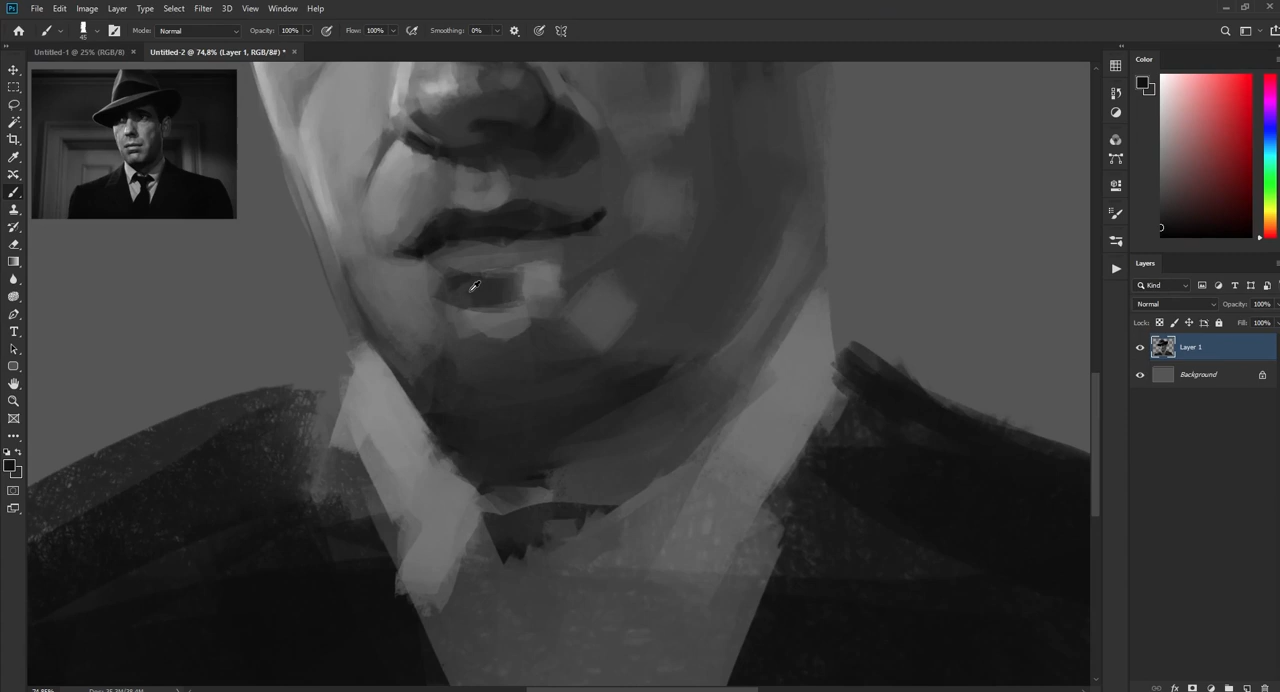 Ps File Edit Image Layer Type Select Filter 3D View Window Help
45 Mode: Normal Opacity: 100% Flow: 100% Smoothing: 0%
Untitled-1 @ 25% (RGB/8) × Untitled-2 @ 74,8% (Layer 1, RGB/8#) * ×
Color
Layers
Kind
Normal Opacity: 100%
Lock: Fill: 100%
Layer 1
Background